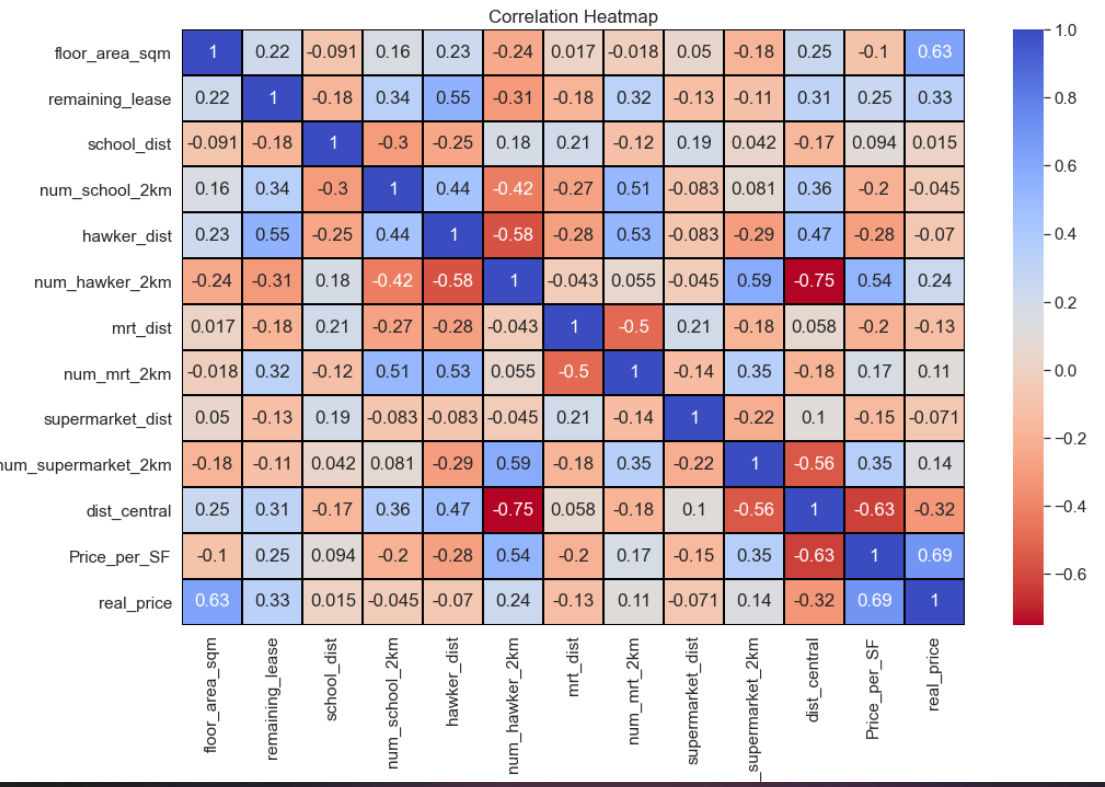 Correlation Heatmap
floor_area_sqm 1 0.22 -0.091 0.16 0.23 -0.24 0.017 -0.018 0.05 -0.18 0.25 -0.1 0.63
remaining_lease 0.22 1 -0.18 0.34 0.55 -0.31 -0.18 0.32 -0.13 -0.11 0.31 0.25 0.33
school_dist -0.091 -0.18 1 -0.3 -0.25 0.18 0.21 -0.12 0.19 0.042 -0.17 0.094 0.015
num_school_2km 0.16 0.34 -0.3 1 0.44 -0.42 -0.27 0.51 -0.083 0.081 0.36 -0.2 -0.045
hawker_dist 0.23 0.55 -0.25 0.44 1 -0.58 -0.28 0.53 -0.083 -0.29 0.47 -0.28 -0.07
num_hawker_2km -0.24 -0.31 0.18 -0.42 -0.58 1 -0.043 0.055 -0.045 0.59 -0.75 0.54 0.24
mrt_dist 0.017 -0.18 0.21 -0.27 -0.28 -0.043 1 -0.5 0.21 -0.18 0.058 -0.2 -0.13
num_mrt_2km -0.018 0.32 -0.12 0.51 0.53 0.055 -0.5 1 -0.14 0.35 -0.18 0.17 0.11
supermarket_dist 0.05 -0.13 0.19 -0.083 -0.083 -0.045 0.21 -0.14 1 -0.22 0.1 -0.15 -0.071
num_supermarket_2km -0.18 -0.11 0.042 0.081 -0.29 0.59 -0.18 0.35 -0.22 1 -0.56 0.35 0.14
dist_central 0.25 0.31 -0.17 0.36 0.47 -0.75 0.058 -0.18 0.1 -0.56 1 -0.63 -0.32
Price_per_SF -0.1 0.25 0.094 -0.2 -0.28 0.54 -0.2 0.17 -0.15 0.35 -0.63 1 0.69
real_price 0.63 0.33 0.015 -0.045 -0.07 0.24 -0.13 0.11 -0.071 0.14 -0.32 0.69 1
floor_area_sqm
remaining_lease
school_dist
num_school_2km
hawker_dist
num_hawker_2km
mrt_dist
num_mrt_2km
supermarket_dist
_supermarket_2km
dist_central
Price_per_SF
real_price
1.0
0.8
0.6
0.4
0.2
0.0
−0.2
−0.4
−0.6